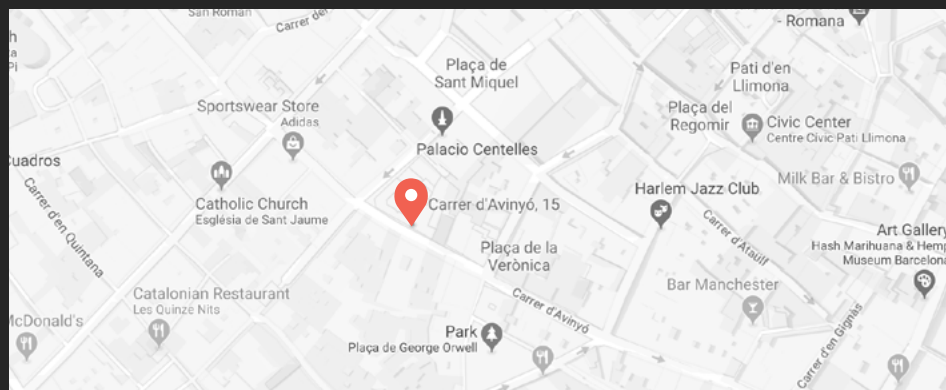 San Roman
Carrer de
- Romana
Plaça de
Sant Miquel
Pati d'en
Llimona
Sportswear Store
Adidas
Plaça del
Regomir
Civic Center
Centre Cívic Pati Llimona
Palacio Centelles
Cuadros
Catholic Church
Església de Sant Jaume
Carrer d'en Quintana
Carrer d'Avinyó, 15
Harlem Jazz Club
Milk Bar & Bistro
Carrer d'Ataülf
Art Gallery
Hash Marihuana & Hemp
Museum Barcelona
Plaça de la
Verònica
Catalonian Restaurant
Les Quinze Nits
Carrer d'Avinyó
Bar Manchester
McDonald's
Park
Plaça de George Orwell
Carrer d'en Gignàs